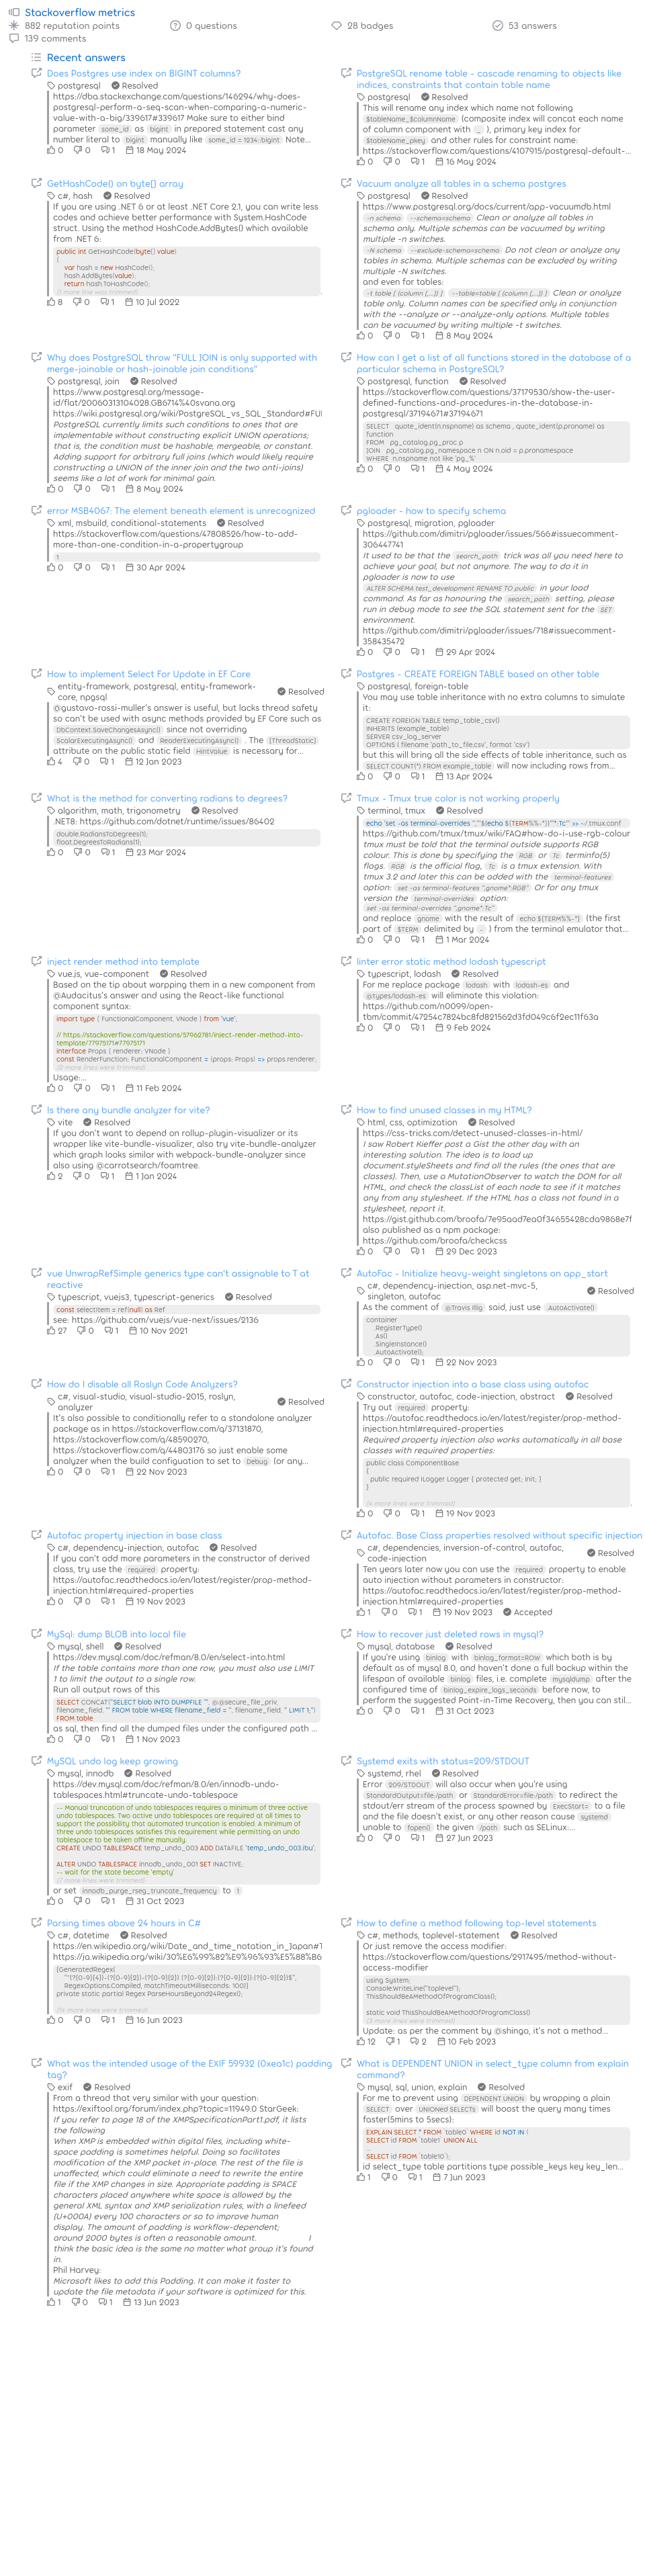 Stackoverflow metrics
882 reputation points
0 questions
28 badges
53 answers
139 comments
Recent answers
Does Postgres use index on BIGINT columns?
postgresql Resolved
https://dba.stackexchange.com/questions/146294/why-does-
postgresql-perform-a-seq-scan-when-comparing-a-numeric-
value-with-a-big/339617#339617 Make sure to either bind
parameter some_id as bigint in prepared statement cast any
number literal to bigint manually like some_id = 1234::bigint Note...
0 0 1 18 May 2024
PostgreSQL rename table - cascade renaming to objects like
indices, constraints that contain table name
postgresql Resolved
This will rename any index which name not following
$tableName_$columnName (composite index will concat each name
of column component with _ ), primary key index for
$tableName_pkey and other rules for constraint name:
https://stackoverflow.com/questions/4107915/postgresql-default-...
0 0 1 16 May 2024
GetHashCode() on byte[] array
c#, hash Resolved
If you are using .NET 6 or at least .NET Core 2.1, you can write less
codes and achieve better performance with System.HashCode
struct. Using the method HashCode.AddBytes() which available
from .NET 6:
public int GetHashCode(byte[] value)
{
var hash = new HashCode();
hash.AddBytes(value);
return hash.ToHashCode();
(1 more line was trimmed)
8 0 1 10 Jul 2022
Vacuum analyze all tables in a schema postgres
postgresql Resolved
https://www.postgresql.org/docs/current/app-vacuumdb.html
-n schema --schema=schema Clean or analyze all tables in
schema only. Multiple schemas can be vacuumed by writing
multiple -n switches.
-N schema --exclude-schema=schema Do not clean or analyze any
tables in schema. Multiple schemas can be excluded by writing
multiple -N switches.
and even for tables:
-t table [ (column [,...]) ] --table=table [ (column [,...]) ] Clean or analyze
table only. Column names can be specified only in conjunction
with the --analyze or --analyze-only options. Multiple tables
can be vacuumed by writing multiple -t switches.
0 0 1 8 May 2024
Why does PostgreSQL throw "FULL JOIN is only supported with
merge-joinable or hash-joinable join conditions"
postgresql, join Resolved
https://www.postgresql.org/message-
id/flat/20060313104028.GB6714%40svana.org
https://wiki.postgresql.org/wiki/PostgreSQL_vs_SQL_Standard#FUL
PostgreSQL currently limits such conditions to ones that are
implementable without constructing explicit UNION operations;
that is, the condition must be hashable, mergeable, or constant.
Adding support for arbitrary full joins (which would likely require
constructing a UNION of the inner join and the two anti-joins)
seems like a lot of work for minimal gain.
0 0 1 8 May 2024
How can I get a list of all functions stored in the database of a
particular schema in PostgreSQL?
postgresql, function Resolved
https://stackoverflow.com/questions/37179530/show-the-user-
defined-functions-and-procedures-in-the-database-in-
postgresql/37194671#37194671
SELECT quote_ident(n.nspname) as schema , quote_ident(p.proname) as
function
FROM pg_catalog.pg_proc p
JOIN pg_catalog.pg_namespace n ON n.oid = p.pronamespace
WHERE n.nspname not like 'pg_%'
0 0 1 4 May 2024
error MSB4067: The element beneath element is unrecognized
xml, msbuild, conditional-statements Resolved
https://stackoverflow.com/questions/47808526/how-to-add-
more-than-one-condition-in-a-propertygroup
1
0 0 1 30 Apr 2024
pgloader - how to specify schema
postgresql, migration, pgloader
https://github.com/dimitri/pgloader/issues/566#issuecomment-
306447741
It used to be that the search_path trick was all you need here to
achieve your goal, but not anymore. The way to do it in
pgloader is now to use
ALTER SCHEMA test_development RENAME TO public in your load
command. As far as honouring the search_path setting, please
run in debug mode to see the SQL statement sent for the SET
environment.
https://github.com/dimitri/pgloader/issues/718#issuecomment-
358435472
0 0 1 29 Apr 2024
How to implement Select For Update in EF Core
entity-framework, postgresql, entity-framework-
core, npgsql Resolved
@gustavo-rossi-muller's answer is useful, but lacks thread safety
so can't be used with async methods provided by EF Core such as
DbContext.SaveChangesAsync() since not overriding
ScalarExecutingAsync() and ReaderExecutingAsync() . The [ThreadStatic]
attribute on the public static field HintValue is necessary for...
4 0 1 12 Jan 2023
Postgres - CREATE FOREIGN TABLE based on other table
postgresql, foreign-table
You may use table inheritance with no extra columns to simulate
it:
CREATE FOREIGN TABLE temp_table_csv()
INHERITS (example_table)
SERVER csv_log_server
OPTIONS ( filename 'path_to_file.csv', format 'csv')
but this will bring all the side effects of table inheritance, such as
SELECT COUNT(*) FROM example_table will now including rows from...
0 0 1 13 Apr 2024
What is the method for converting radians to degrees?
algorithm, math, trigonometry Resolved
.NET8: https://github.com/dotnet/runtime/issues/86402
double.RadiansToDegrees(1);
float.DegreesToRadians(1);
0 0 1 23 Mar 2024
Tmux - Tmux true color is not working properly
terminal, tmux Resolved
echo 'set -as terminal-overrides ",'"$(echo ${TERM%%-*})"'*:Tc"' >> ~/.tmux.conf
https://github.com/tmux/tmux/wiki/FAQ#how-do-i-use-rgb-colour
tmux must be told that the terminal outside supports RGB
colour. This is done by specifying the RGB or Tc terminfo(5)
flags. RGB is the official flag, Tc is a tmux extension. With
tmux 3.2 and later this can be added with the terminal-features
option: set -as terminal-features ",gnome*:RGB" Or for any tmux
version the terminal-overrides option:
set -as terminal-overrides ",gnome*:Tc"
and replace gnome with the result of echo ${TERM%%-*} (the first
part of $TERM delimited by - ) from the terminal emulator that...
0 0 1 1 Mar 2024
inject render method into template
vue.js, vue-component Resolved
Based on the tip about warpping them in a new component from
@Audacitus's answer and using the React-like functional
component syntax:
import type { FunctionalComponent, VNode } from 'vue';
// https://stackoverflow.com/questions/57962781/inject-render-method-into-
template/77975171#77975171
interface Props { renderer: VNode }
const RenderFunction: FunctionalComponent = (props: Props) => props.renderer;
(10 more lines were trimmed)
Usage:...
0 0 1 11 Feb 2024
linter error static method lodash typescript
typescript, lodash Resolved
For me replace package lodash with lodash-es and
@types/lodash-es will eliminate this violation:
https://github.com/n0099/open-
tbm/commit/47254c7824bc8fd821562d3fd049c6f2ec11f63a
0 0 1 9 Feb 2024
Is there any bundle analyzer for vite?
vite Resolved
If you don't want to depend on rollup-plugin-visualizer or its
wrapper like vite-bundle-visualizer, also try vite-bundle-analyzer
which graph looks similar with webpack-bundle-analyzer since
also using @carrotsearch/foamtree.
2 0 1 1 Jan 2024
How to find unused classes in my HTML?
html, css, optimization Resolved
https://css-tricks.com/detect-unused-classes-in-html/
I saw Robert Kieffer post a Gist the other day with an
interesting solution. The idea is to load up
document.styleSheets and find all the rules (the ones that are
classes). Then, use a MutationObserver to watch the DOM for all
HTML, and check the classList of each node to see if it matches
any from any stylesheet. If the HTML has a class not found in a
stylesheet, report it.
https://gist.github.com/broofa/7e95aad7ea0f34655428cda9868e7f
also published as a npm package:
https://github.com/broofa/checkcss
0 0 1 29 Dec 2023
vue UnwrapRefSimple generics type can't assignable to T at
reactive
typescript, vuejs3, typescript-generics Resolved
const selectItem = ref(null) as Ref
see: https://github.com/vuejs/vue-next/issues/2136
27 0 1 10 Nov 2021
AutoFac - Initialize heavy-weight singletons on app_start
c#, dependency-injection, asp.net-mvc-5,
singleton, autofac Resolved
As the comment of @Travis Illig said, just use .AutoActivate()
container
.RegisterType()
.As()
.SingleInstance()
.AutoActivate();
0 0 1 22 Nov 2023
How do I disable all Roslyn Code Analyzers?
c#, visual-studio, visual-studio-2015, roslyn,
analyzer Resolved
It's also possible to conditionally refer to a standalone analyzer
package as in https://stackoverflow.com/q/37131870,
https://stackoverflow.com/q/48590270,
https://stackoverflow.com/q/44803176 so just enable some
analyzer when the build configuation to set to Debug (or any...
0 0 1 22 Nov 2023
Constructor injection into a base class using autofac
constructor, autofac, code-injection, abstract Resolved
Try out required property:
https://autofac.readthedocs.io/en/latest/register/prop-method-
injection.html#required-properties
Required property injection also works automatically in all base
classes with required properties:
public class ComponentBase
{
public required ILogger Logger { protected get; init; }
}
(4 more lines were trimmed)
0 0 1 19 Nov 2023
Autofac property injection in base class
c#, dependency-injection, autofac Resolved
If you can't add more parameters in the constructor of derived
class, try use the required property:
https://autofac.readthedocs.io/en/latest/register/prop-method-
injection.html#required-properties
0 0 1 19 Nov 2023
Autofac. Base Class properties resolved without specific injection
c#, dependencies, inversion-of-control, autofac,
code-injection Resolved
Ten years later now you can use the required property to enable
auto injection without parameters in constructor:
https://autofac.readthedocs.io/en/latest/register/prop-method-
injection.html#required-properties
1 0 1 19 Nov 2023 Accepted
MySql: dump BLOB into local file
mysql, shell Resolved
https://dev.mysql.com/doc/refman/8.0/en/select-into.html
If the table contains more than one row, you must also use LIMIT
1 to limit the output to a single row.
Run all output rows of this
SELECT CONCAT("SELECT blob INTO DUMPFILE '", @@secure_file_priv,
filename_field, "' FROM table WHERE filename_field = '", filename_field, "' LIMIT 1;")
FROM table
as sql, then find all the dumped files under the configured path ...
0 0 1 1 Nov 2023
How to recover just deleted rows in mysql?
mysql, database Resolved
If you're using binlog with binlog_format=ROW which both is by
default as of mysql 8.0, and haven't done a full backup within the
lifespan of available binlog files, i.e. complete mysqldump after the
configured time of binlog_expire_logs_seconds before now, to
perform the suggested Point-in-Time Recovery, then you can stil...
0 0 1 31 Oct 2023
MySQL undo log keep growing
mysql, innodb Resolved
https://dev.mysql.com/doc/refman/8.0/en/innodb-undo-
tablespaces.html#truncate-undo-tablespace
-- Manual truncation of undo tablespaces requires a minimum of three active
undo tablespaces. Two active undo tablespaces are required at all times to
support the possibility that automated truncation is enabled. A minimum of
three undo tablespaces satisfies this requirement while permitting an undo
tablespace to be taken offline manually.
CREATE UNDO TABLESPACE temp_undo_003 ADD DATAFILE 'temp_undo_003.ibu';
ALTER UNDO TABLESPACE innodb_undo_001 SET INACTIVE;
-- wait for the state become 'empty'
(7 more lines were trimmed)
or set innodb_purge_rseg_truncate_frequency to 1
0 0 1 31 Oct 2023
Systemd exits with status=209/STDOUT
systemd, rhel Resolved
Error 209/STDOUT will also occur when you're using
StandardOutput=file:/path or StandardError=file:/path to redirect the
stdout/err stream of the process spawned by ExecStart= to a file
and the file doesn't exist, or any other reason cause systemd
unable to fopen() the given /path such as SELinux:...
0 0 1 27 Jun 2023
Parsing times above 24 hours in C#
c#, datetime Resolved
https://en.wikipedia.org/wiki/Date_and_time_notation_in_Japan#T
https://ja.wikipedia.org/wiki/30%E6%99%82%E9%96%93%E5%88%B6
0 0 1 16 Jun 2023
How to define a method following top-level statements
c#, methods, toplevel-statement Resolved
Or just remove the access modifier:
https://stackoverflow.com/questions/2917495/method-without-
access-modifier
using System;
Console.WriteLine("toplevel");
ThisShouldBeAMethodOfProgramClass();
static void ThisShouldBeAMethodOfProgramClass()
(3 more lines were trimmed)
Update: as per the comment by @shingo, it's not a method...
12 1 2 10 Feb 2023
What was the intended usage of the EXIF 59932 (0xea1c) padding
tag?
exif Resolved
From a thread that very similar with your question:
https://exiftool.org/forum/index.php?topic=11949.0 StarGeek:
If you refer to page 18 of the XMPSpecificationPart1.pdf, it lists
the following
When XMP is embedded within digital files, including white-
space padding is sometimes helpful. Doing so facilitates
modification of the XMP packet in-place. The rest of the file is
unaffected, which could eliminate a need to rewrite the entire
file if the XMP changes in size. Appropriate padding is SPACE
characters placed anywhere white space is allowed by the
general XML syntax and XMP serialization rules, with a linefeed
(U+000A) every 100 characters or so to improve human
display. The amount of padding is workflow-dependent;
around 2000 bytes is often a reasonable amount. I
think the basic idea is the same no matter what group it's found
in.
Phil Harvey:
Microsoft likes to add this Padding. It can make it faster to
update the file metadata if your software is optimized for this.
1 0 1 13 Jun 2023
What is DEPENDENT UNION in select_type column from explain
command?
mysql, sql, union, explain Resolved
For me to prevent using DEPENDENT UNION by wrapping a plain
SELECT over UNIONed SELECTs will boost the query many times
faster(5mins to 5secs):
EXPLAIN SELECT * FROM `table0` WHERE id NOT IN (
SELECT id FROM `table1` UNION ALL
...
SELECT id FROM `table10`);
id select_type table partitions type possible_keys key key_len...
1 0 1 7 Jun 2023